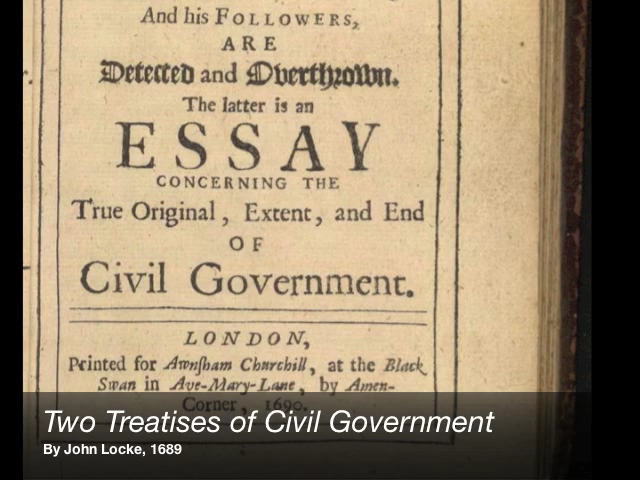 And his FOLLOWERS,
ARE
Detected and Overthrown.
The latter is an
ESSAY
CONCERNING THE
True Original, Extent, and End
OF
Civil Government.
LONDON,
Printed for Awnsham Churchill, at the Black
Swan in Ave-Mary-Lane, by Amen-
Corner, 1690.
Two Treatises of Civil Government
By John Locke, 1689